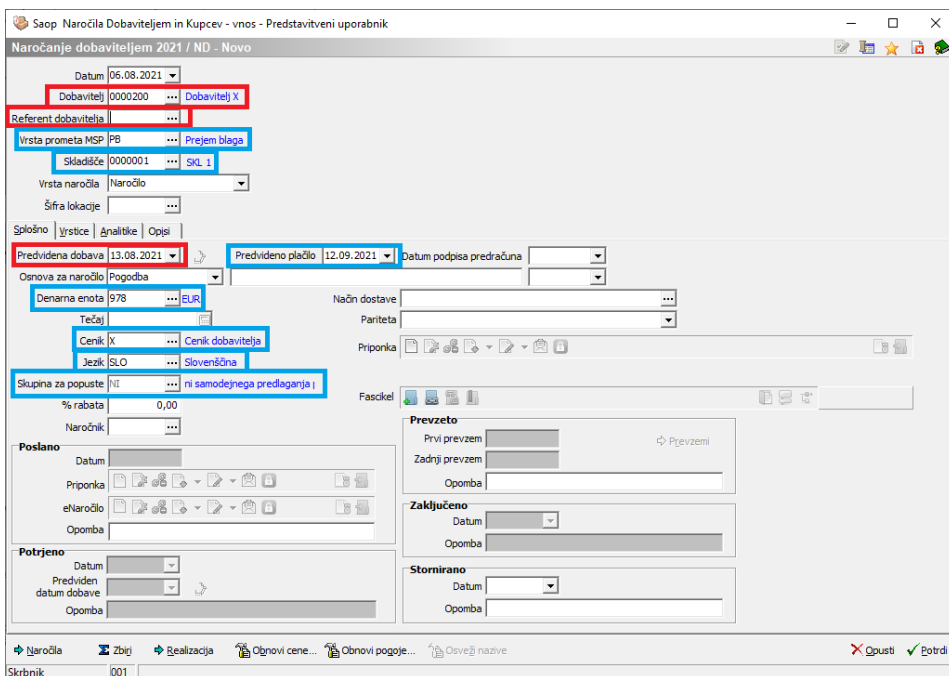 Saop Naročila Dobaviteljem in Kupcev - vnos - Predstavitveni uporabnik
Naročanje dobaviteljem 2021 / ND - Novo
Datum 06.08.2021
Dobavitelj 0000200 ... Dobavitelj X
Referent dobavitelja ...
Vrsta prometa MSP PB ... Prejem blaga
Skladišče 0000001 ... SKL 1
Vrsta naročila Naročilo
Šifra lokacije ...
Splošno Vrstice Analitike Opisi
Predvidena dobava 13.08.2021 Predvideno plačilo 12.09.2021 Datum podpisa predračuna
Osnova za naročilo Pogodba
Denarna enota 978 ... EUR Način dostave ...
Tečaj Pariteta
Cenik X ... Cenik dobavitelja Priponka
Jezik SLO ... Slovenščina
Skupina za popuste NI ... ni samodejnega predlaganja Fascikel
% rabata 0,00
Naročnik ...
Poslano
Datum
Priponka
eNaročilo
Opomba
Potrjeno
Datum
Predviden
datum dobave
Opomba
Prevzeto
Prvi prevzem Prevzemi
Zadnji prevzem
Opomba
Zaključeno
Datum
Opomba
Stornirano
Datum
Opomba
Naročila Zbiri Realizacija Obnovi cene... Obnovi pogoje... Osveži nazive Opusti Potrdi
Skrbnik 001